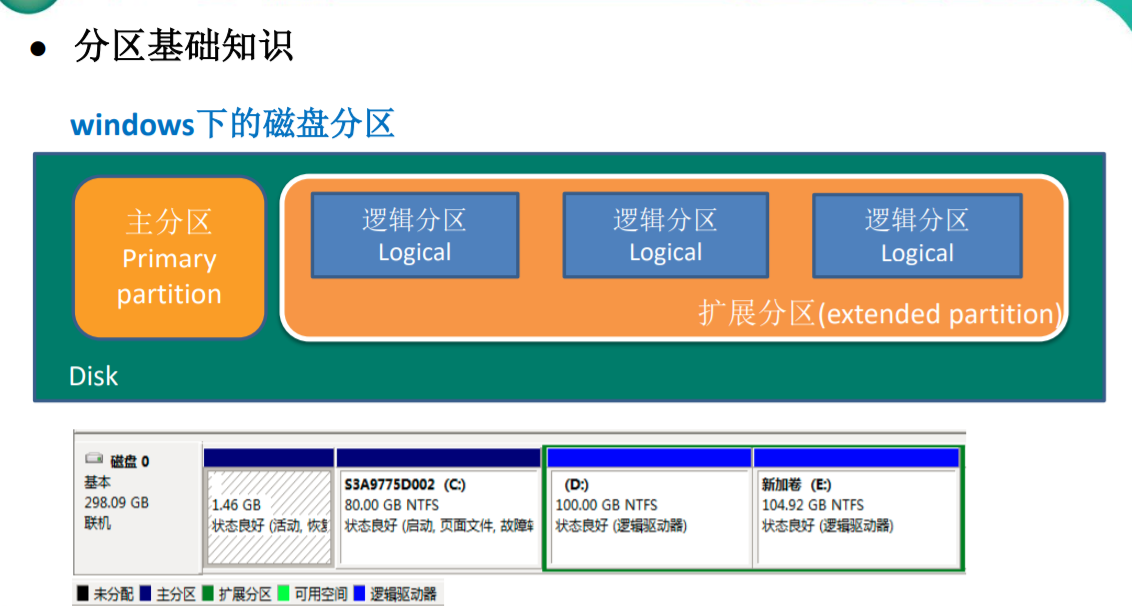 ● 分区基础知识
windows下的磁盘分区
主分区
Primary
partition
逻辑分区
Logical
逻辑分区
Logical
逻辑分区
Logical
扩展分区(extended partition)
Disk
磁盘 0
基本
298.09 GB
联机
1.46 GB
状态良好 (活动, 恢复
S3A9775D002 (C:)
80.00 GB NTFS
状态良好 (启动, 页面文件, 故障转
(D:)
100.00 GB NTFS
状态良好 (逻辑驱动器)
新加卷 (E:)
104.92 GB NTFS
状态良好 (逻辑驱动器)
未分配 主分区 扩展分区 可用空间 逻辑驱动器